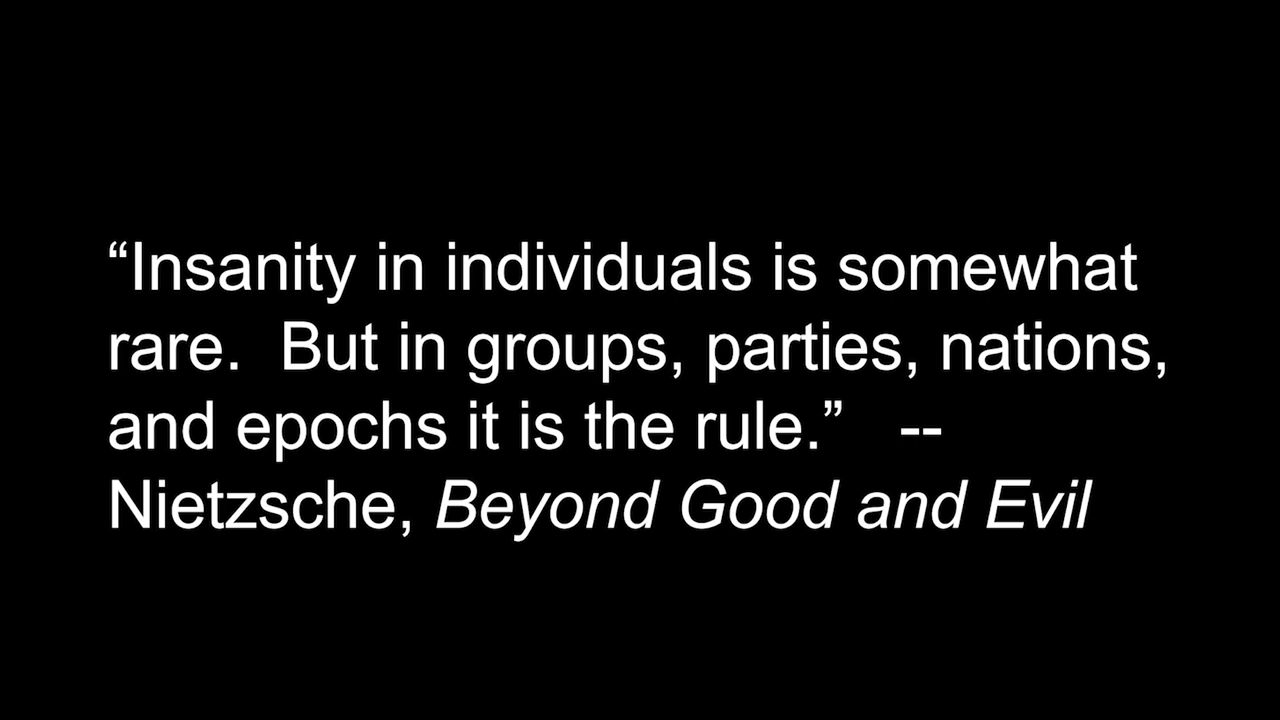 “Insanity in individuals is somewhat
rare.  But in groups, parties, nations,
and epochs it is the rule.”   --
Nietzsche, Beyond Good and Evil